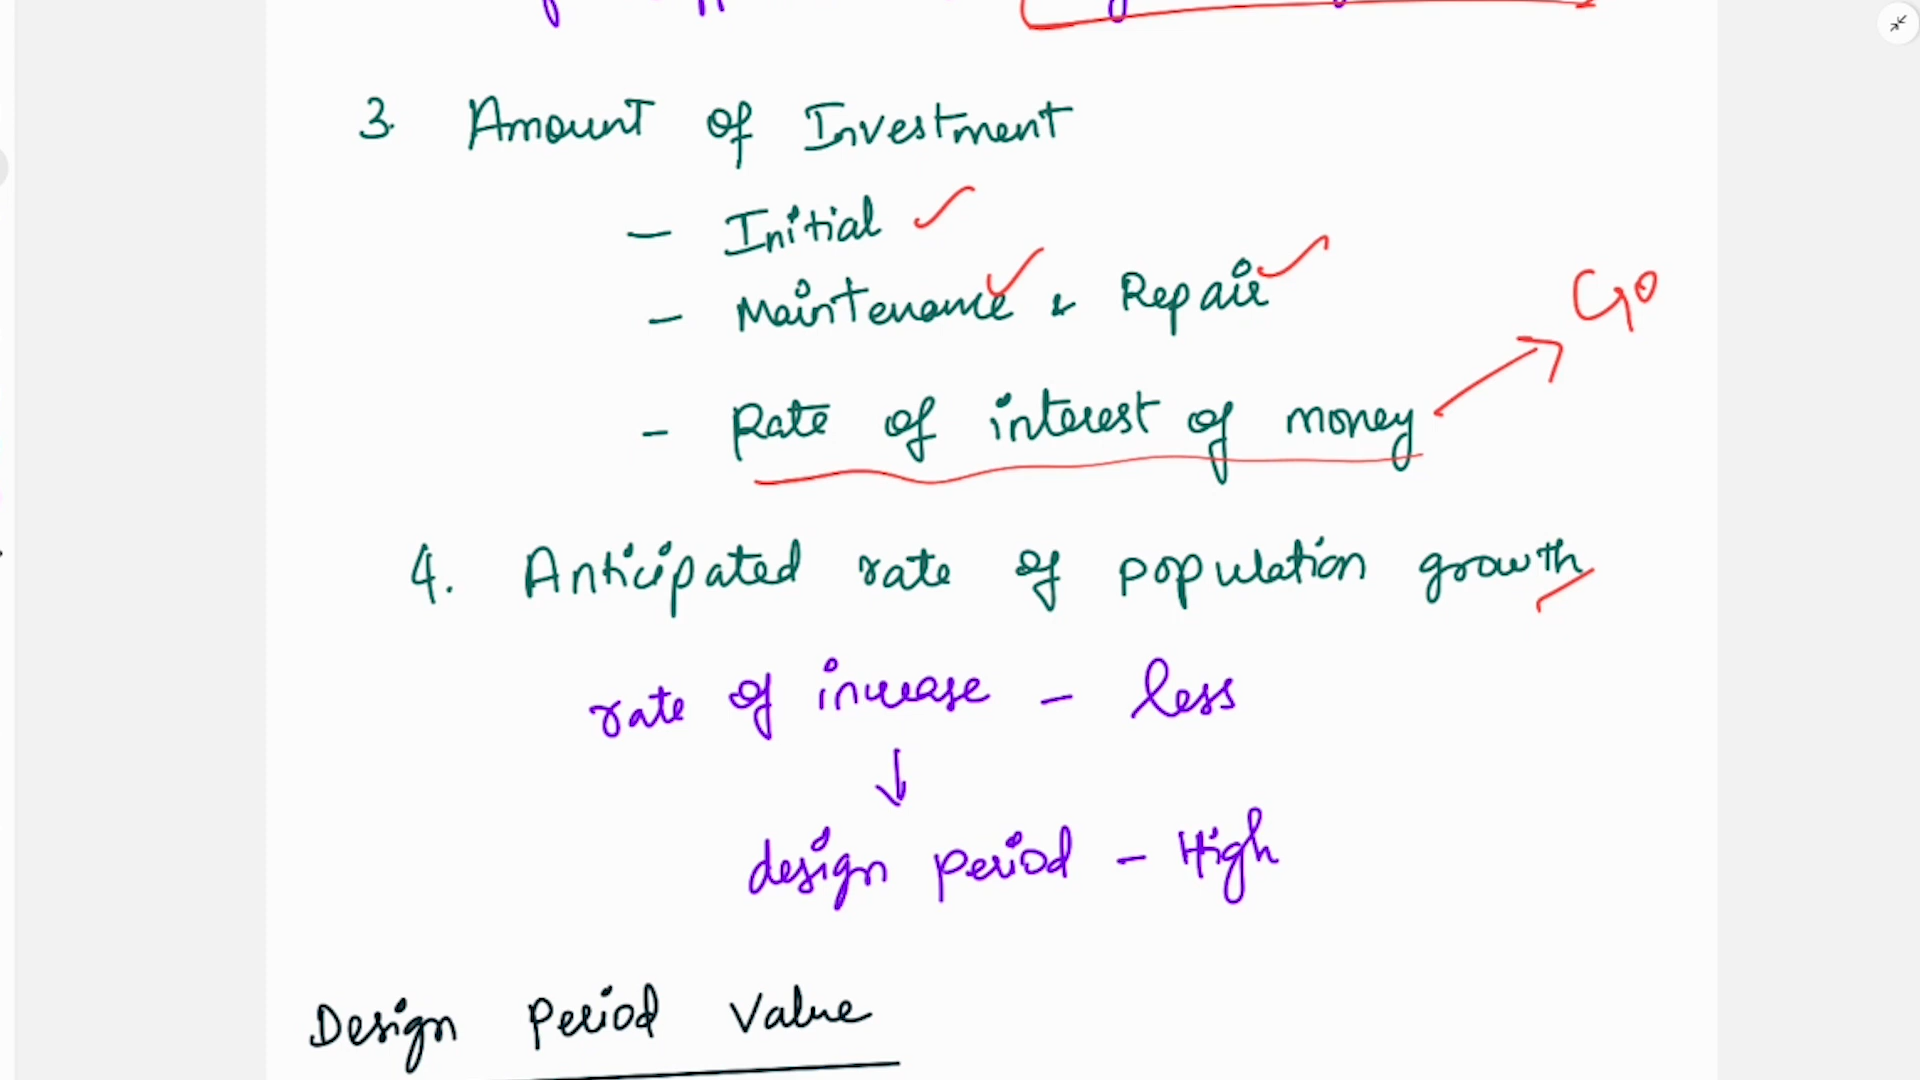 3. Amount of Investment
- Initial ✓
- Maintenance ✓ & Repair ✓
Go
- Rate of interest of money
4. Anticipated rate of population growth
rate of increase - less
↓
design period - High
Design Period Value